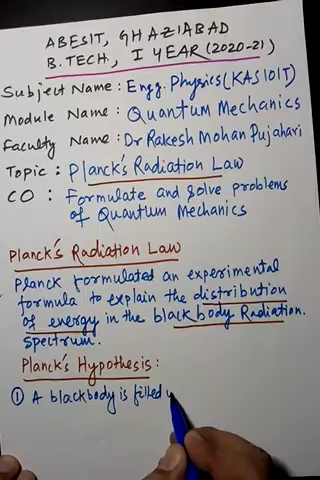 ABESIT, GHAZIABAD
B.TECH., I YEAR (2020-21)
Subject Name: Engg. Physics (KAS101T)
Module Name: Quantum Mechanics
Faculty Name: Dr Rakesh Mohan Pujahari
Topic: Planck's Radiation Law
CO: Formulate and solve problems
of Quantum Mechanics
Planck's Radiation Law
Planck formulated an experimental
formula to explain the distribution
of energy in the blackbody Radiation.
spectrum.
Planck's Hypothesis:
① A blackbody is filled